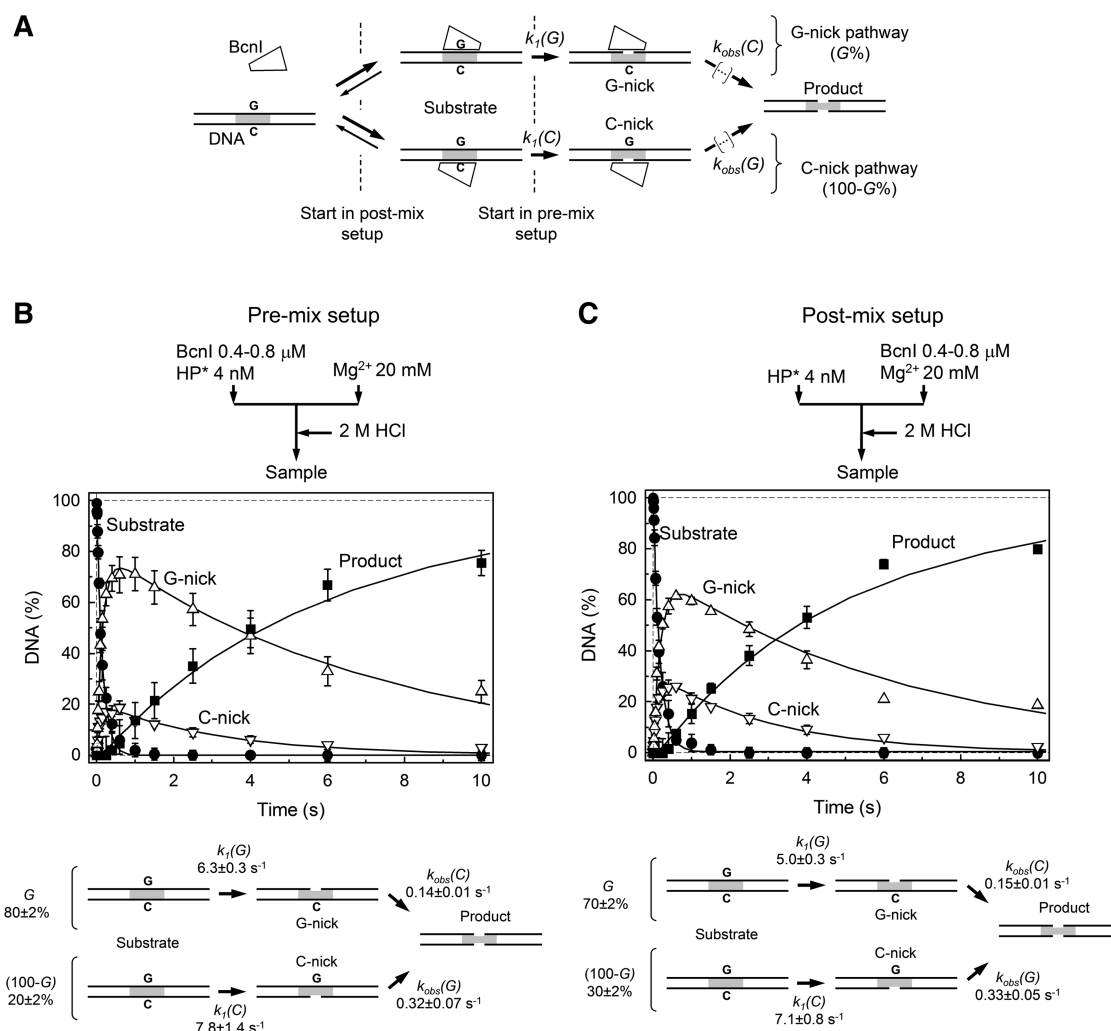 A
BcnI
G
C
DNA
G
C
k1(G)
G-nick
C
kobs(C)
G-nick pathway
(G%)
Product
Substrate
C-nick
G
C
k1(C)
G
kobs(G)
C-nick pathway
(100-G%)
Start in post-mix
setup
Start in pre-mix
setup
B
Pre-mix setup
BcnI 0.4-0.8 μM
HP* 4 nM
Mg2+ 20 mM
2 M HCl
Sample
100
80
60
40
20
0
DNA (%)
Substrate
G-nick
Product
C-nick
0 2 4 6 8 10
Time (s)
G
80±2%
G
C
k1(G)
6.3±0.3 s-1
C
G-nick
kobs(C)
0.14±0.01 s-1
Product
Substrate
(100-G)
20±2%
G
C
k1(C)
7.8±1.4 s-1
C-nick
G
kobs(G)
0.32±0.07 s-1
C
Post-mix setup
HP* 4 nM
BcnI 0.4-0.8 μM
Mg2+ 20 mM
2 M HCl
Sample
100
80
60
40
20
0
DNA (%)
Substrate
G-nick
Product
C-nick
0 2 4 6 8 10
Time (s)
G
70±2%
G
C
k1(G)
5.0±0.3 s-1
C
G-nick
kobs(C)
0.15±0.01 s-1
Product
Substrate
(100-G)
30±2%
G
C
k1(C)
7.1±0.8 s-1
C-nick
G
kobs(G)
0.33±0.05 s-1